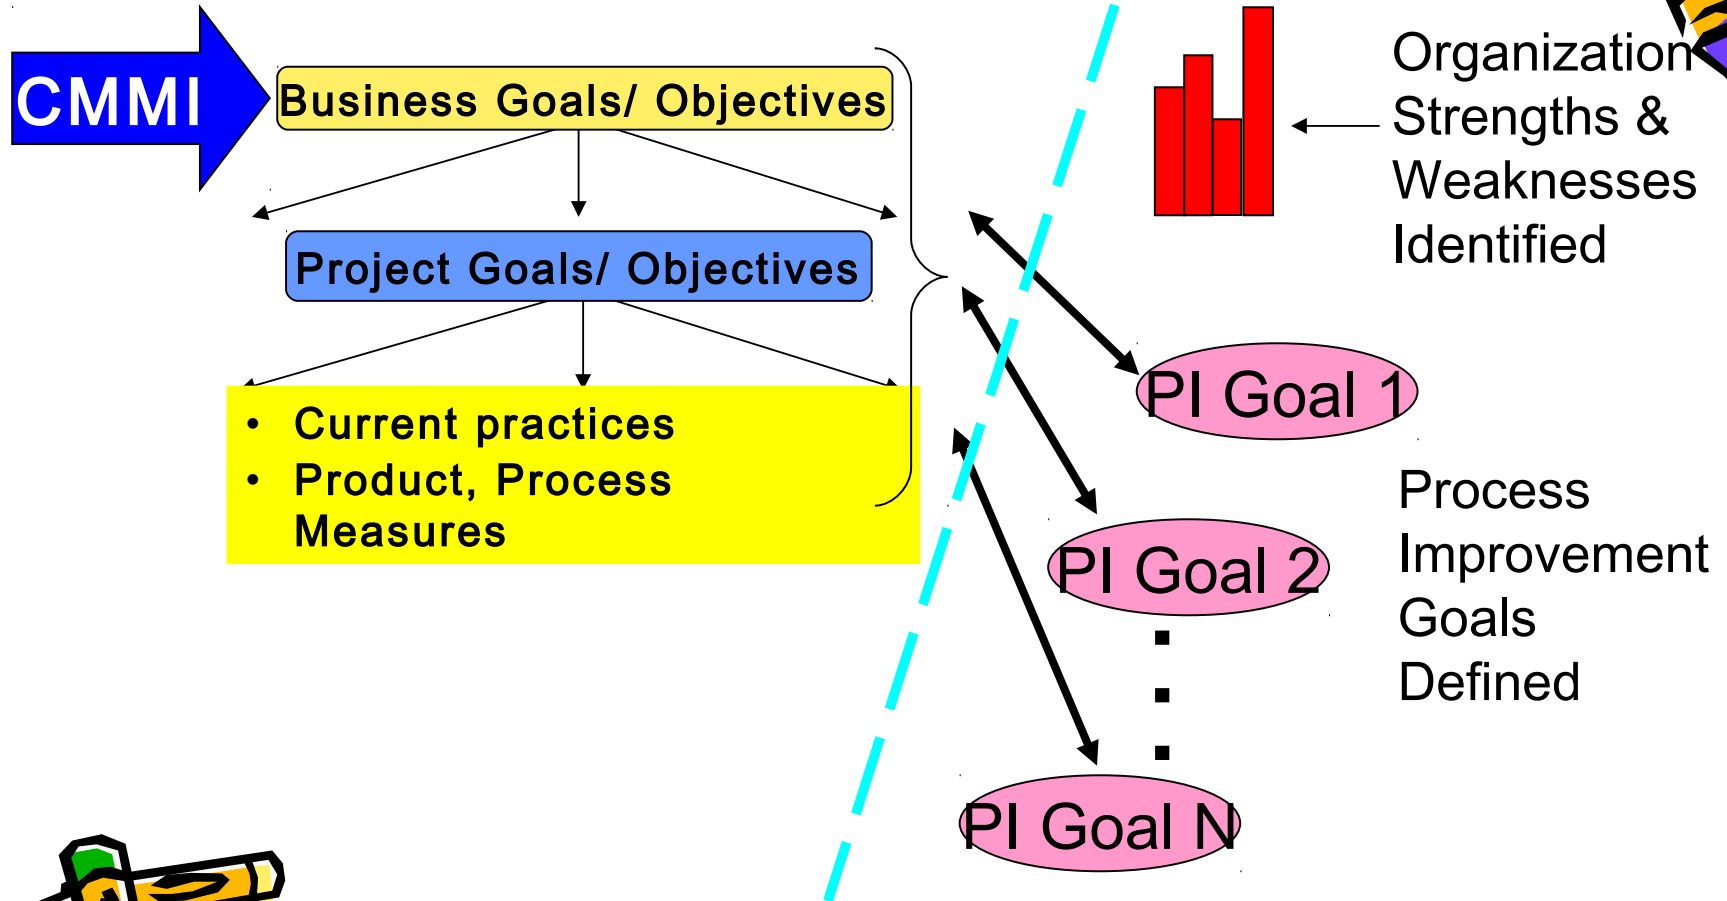 CMMI
Business Goals/ Objectives
Project Goals/ Objectives
• Current practices
• Product, Process
Measures
Organization
Strengths &
Weaknesses
Identified
PI Goal 1
PI Goal 2
PI Goal N
Process
Improvement
Goals
Defined